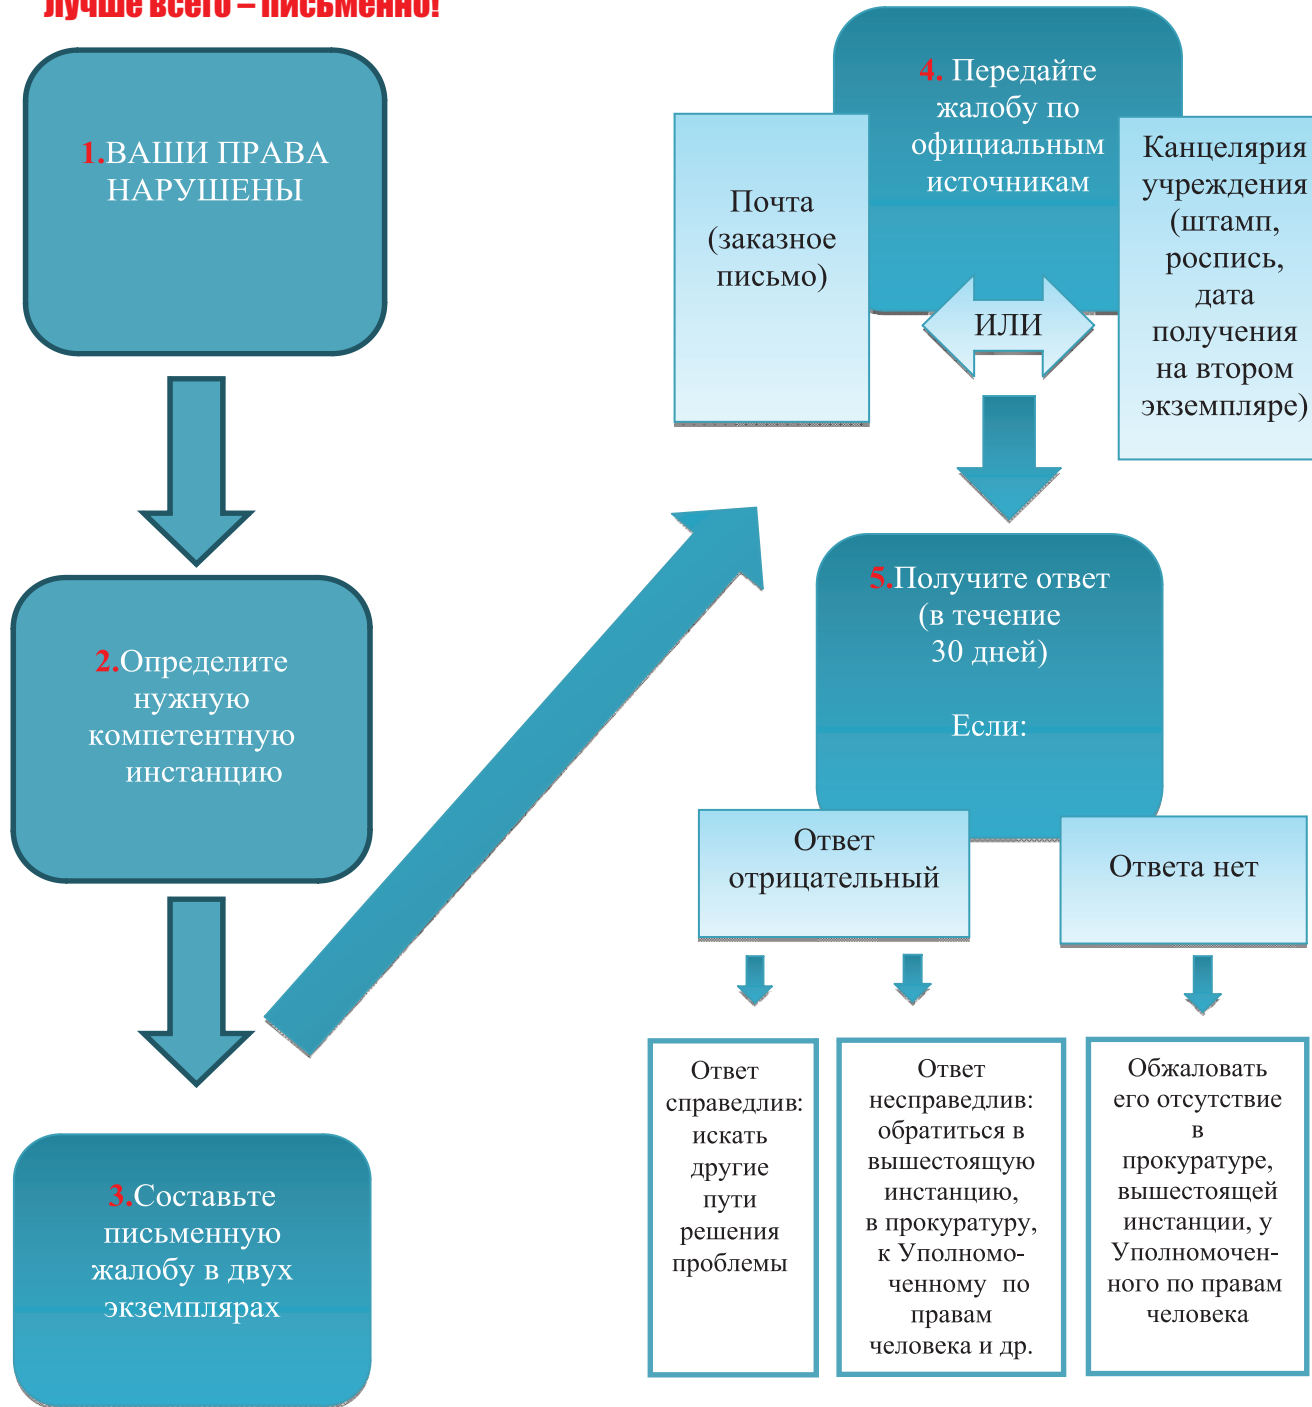 лучше всего – письменно!
1.ВАШИ ПРАВА
НАРУШЕНЫ
2.Определите
нужную
компетентную
инстанцию
3.Составьте
письменную
жалобу в двух
экземплярах
4. Передайте
жалобу по
официальным
источникам
Почта
(заказное
письмо)
ИЛИ
Канцелярия
учреждения
(штамп,
роспись,
дата
получения
на втором
экземпляре)
5.Получите ответ
(в течение
30 дней)
Если:
Ответ
отрицательный
Ответа нет
Ответ
справедлив:
искать
другие
пути
решения
проблемы
Ответ
несправедлив:
обратиться в
вышестоящую
инстанцию,
в прокуратуру,
к Уполномо-
ченному по
правам
человека и др.
Обжаловать
его отсутствие
в
прокуратуре,
вышестоящей
инстанции, у
Уполномочен-
ного по правам
человека